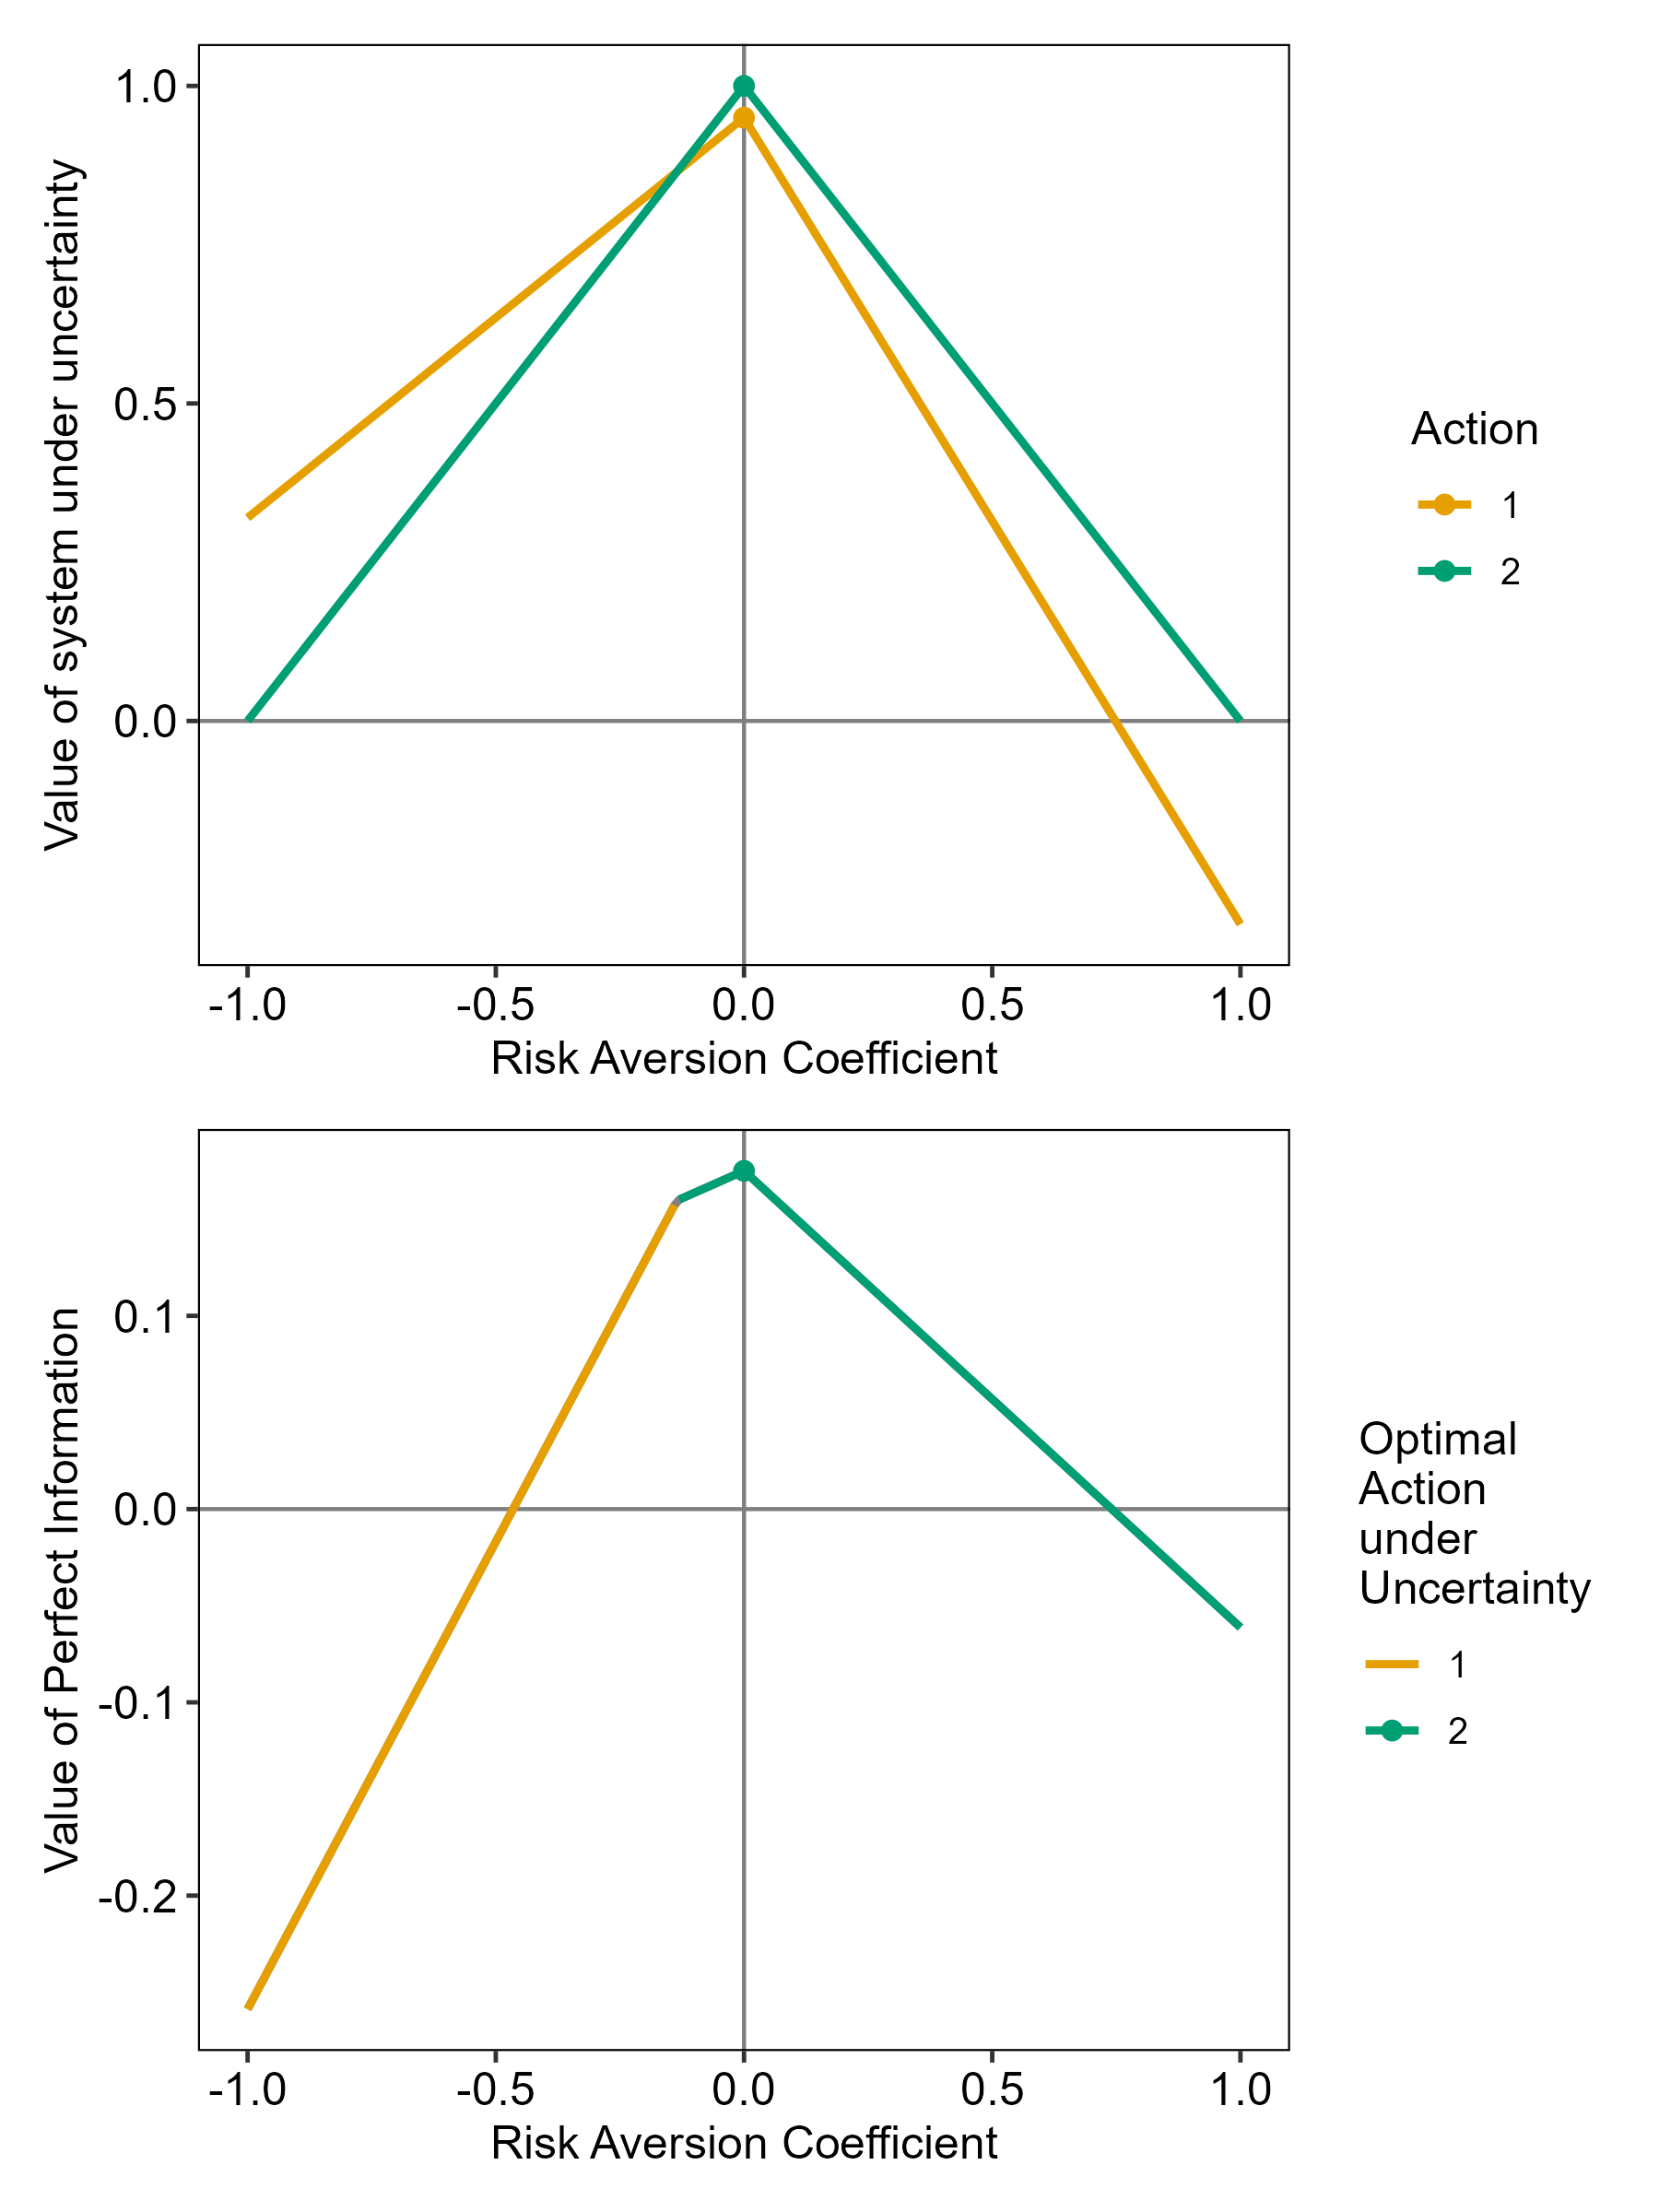 Value of system under uncertainty
1.0
0.5
0.0
-1.0 -0.5 0.0 0.5 1.0
Risk Aversion Coefficient
Action
1
2
Value of Perfect Information
0.1
0.0
-0.1
-0.2
-1.0 -0.5 0.0 0.5 1.0
Risk Aversion Coefficient
Optimal
Action
under
Uncertainty
1
2